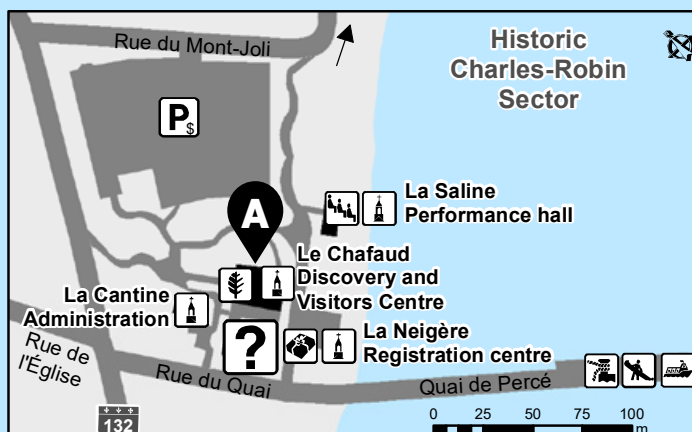 Rue du Mont-Joli
Historic
Charles-Robin
Sector
P$
A
La Saline
Performance hall
Le Chafaud
Discovery and
Visitors Centre
La Cantine
Administration
?
La Neigère
Registration centre
Rue de
l'Église
Rue du Quai
Quai de Percé
132
0 25 50 75 100
m